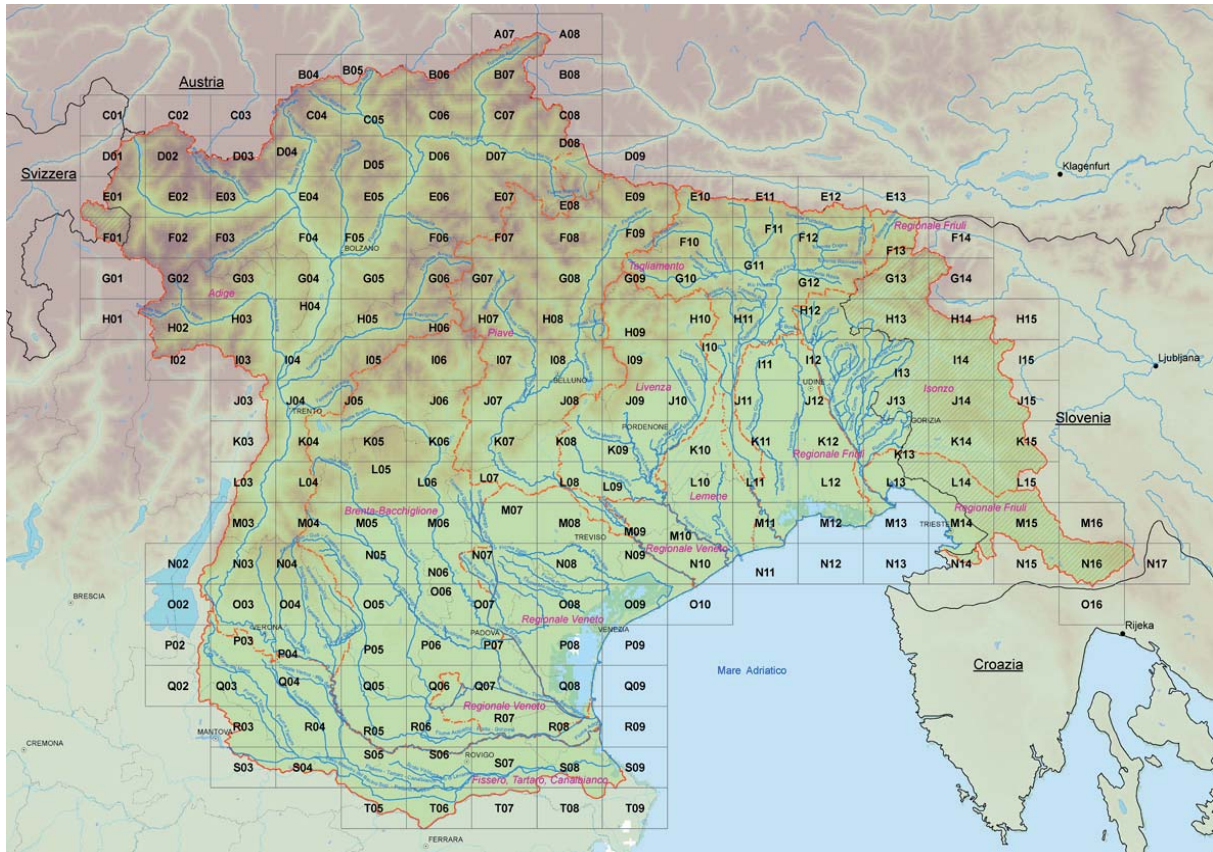 A07 A08
Austria
B04 B05 B06 B07 B08
C01 C02 C03 C04 C05 C06 C07 C08
D01 D02 D03 D04 D05 D06 D07 D08 D09
Klagenfurt
Svizzera
E01 E02 E03 E04 E05 E06 E07 E08 E09 E10 E11 E12 E13
Regionale Friuli
F01 F02 F03 F04 F05 F06 F07 F08 F09 F10 F11 F12 F13 F14
BOLZANO
Tagliamento
G01 G02 G03 G04 G05 G06 G07 G08 G09 G10 G11 G12 G13 G14
Adige
H01 H02 H03 H04 H05 H06 H07 H08 H09 H10 H11 H12 H13 H14 H15
Piave
I02 I03 I04 I05 I06 I07 I08 I09 I10 I11 I12 I13 I14 I15
Ljubljana
BELLUNO
UDINE
Livenza
Isonzo
J03 J04 J05 J06 J07 J08 J09 J10 J11 J12 J13 J14 J15
TRENTO
Slovenia
PORDENONE
GORIZIA
K03 K04 K05 K06 K07 K08 K09 K10 K11 K12 K13 K14 K15
Regionale Friuli
L03 L04 L05 L06 L07 L08 L09 L10 L11 L12 L13 L14 L15
Lemene
Regionale Friuli
Brenta-Bacchiglione
M03 M04 M05 M06 M07 M08 M09 M10 M11 M12 M13 M14 M15 M16
TREVISO
TRIESTE
Regionale Veneto
N02 N03 N04 N05 N06 N07 N08 N09 N10 N11 N12 N13 N14 N15 N16 N17
BRESCIA
O02 O03 O04 O05 O06 O07 O08 O09 O10 O16
Regionale Veneto
VERONA
PADOVA
VENEZIA
Rijeka
P02 P03 P04 P05 P06 P07 P08 P09
Mare Adriatico
Croazia
Q02 Q03 Q04 Q05 Q06 Q07 Q08 Q09
Regionale Veneto
R03 R04 R05 R06 R07 R08 R09
MANTOVA
CREMONA
ROVIGO
S03 S04 S05 S06 S07 S08 S09
Fissero, Tartaro, Canalbianco
T05 T06 T07 T08 T09
FERRARA